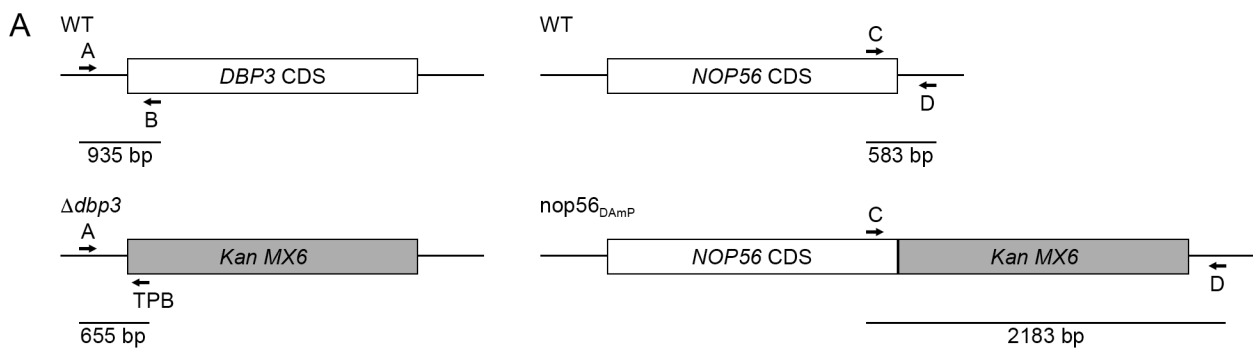 A
WT
A
DBP3 CDS
B
935 bp
WT
C
NOP56 CDS
D
583 bp
Δdbp3
A
Kan MX6
TPB
655 bp
nop56DAmP
C
NOP56 CDS
Kan MX6
D
2183 bp